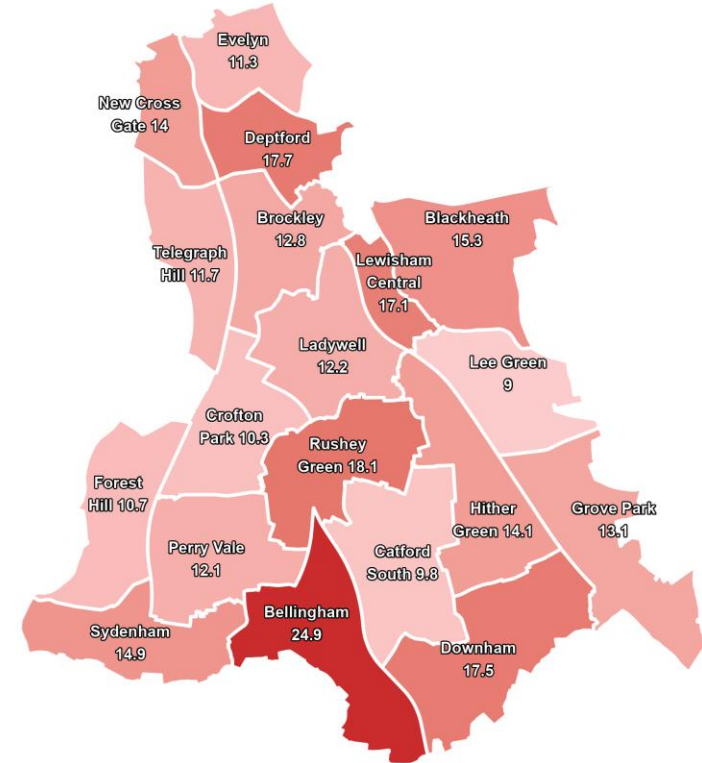 Evelyn
11.3
New Cross
Gate 14
Deptford
17.7
Brockley
12.8
Blackheath
15.3
Telegraph
Hill 11.7
Lewisham
Central
17.1
Ladywell
12.2
Lee Green
9
Crofton
Park 10.3
Rushey
Green 18.1
Forest
Hill 10.7
Hither
Green 14.1
Grove Park
13.1
Perry Vale
12.1
Catford
South 9.8
Bellingham
24.9
Sydenham
14.9
Downham
17.5